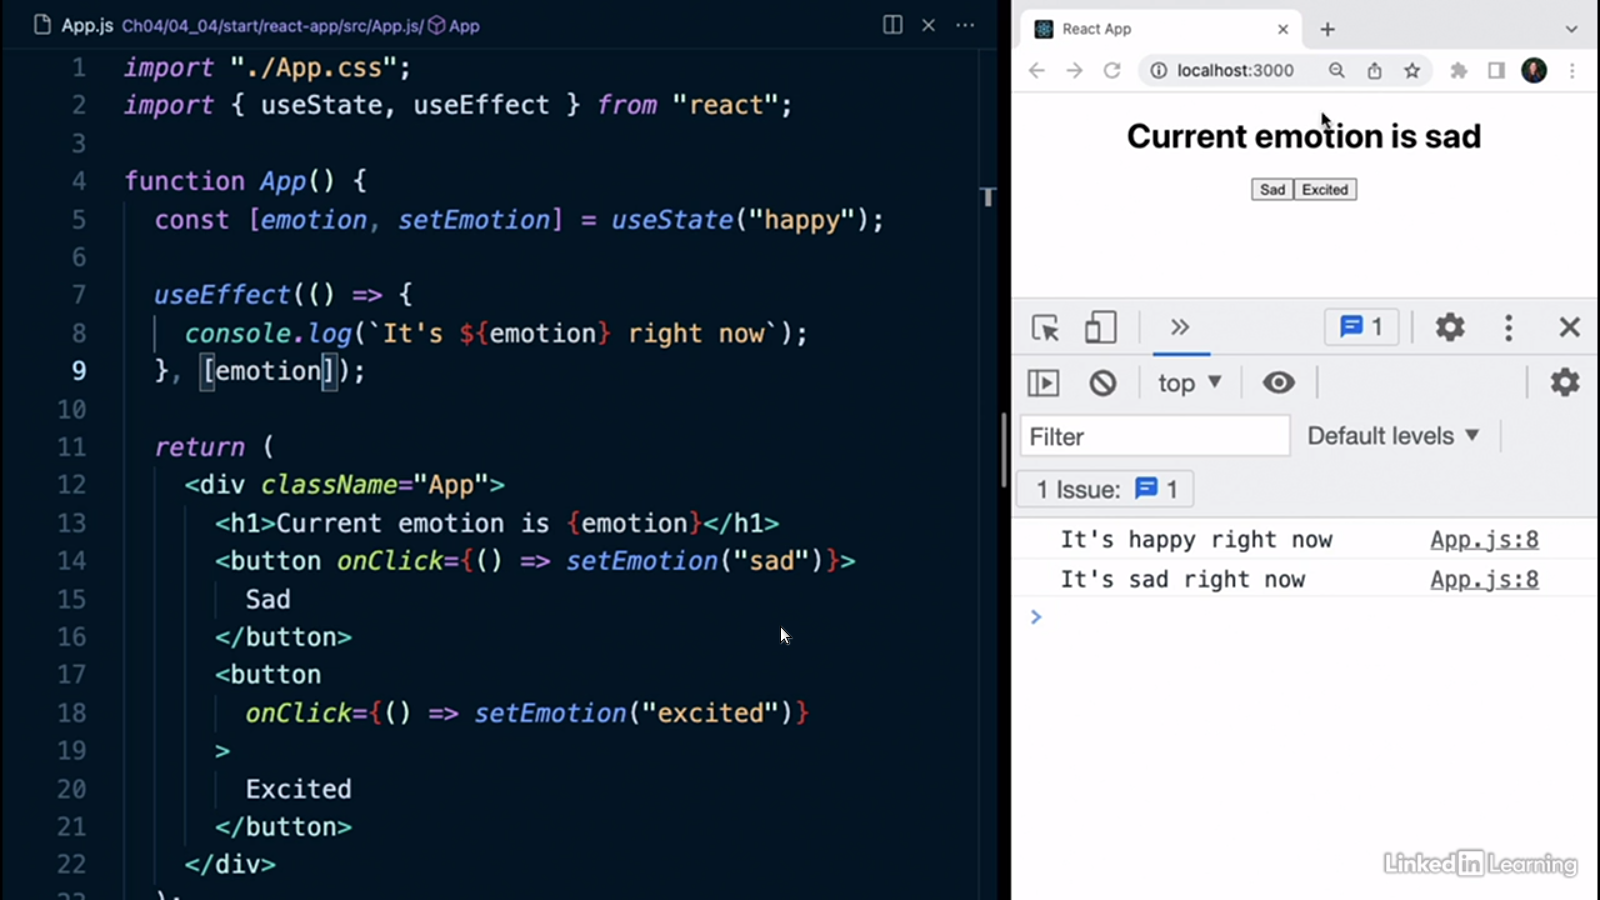 App.js Ch04/04_04/start/react-app/src/App.js/ App
1 import "./App.css";
2 import { useState, useEffect } from "react";
3
4 function App() {
5 const [emotion, setEmotion] = useState("happy");
6
7 useEffect(() => {
8 console.log(`It's ${emotion} right now`);
9 }, [emotion]);
10
11 return (
12 <div className="App">
13 <h1>Current emotion is {emotion}</h1>
14 <button onClick={() => setEmotion("sad")}>
15 Sad
16 </button>
17 <button
18 onClick={() => setEmotion("excited")}
19 >
20 Excited
21 </button>
22 </div>
React App
localhost:3000
Current emotion is sad
Sad Excited
1
top
Filter Default levels
1 Issue: 1
It's happy right now App.js:8
It's sad right now App.js:8
>
Linked in Learning